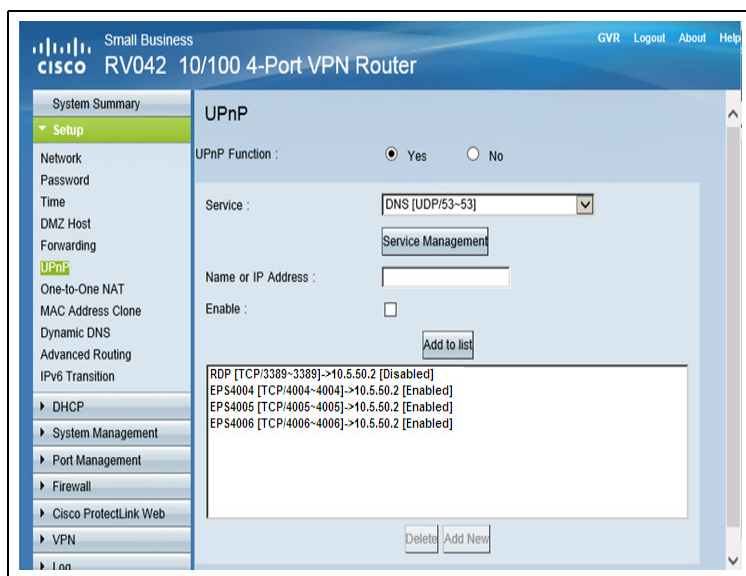 Small Business
cisco RV042 10/100 4-Port VPN Router
GVR Logout About Help
System Summary
Setup
Network
Password
Time
DMZ Host
Forwarding
UPnP
One-to-One NAT
MAC Address Clone
Dynamic DNS
Advanced Routing
IPv6 Transition
DHCP
System Management
Port Management
Firewall
Cisco ProtectLink Web
VPN
Log
UPnP
UPnP Function : Yes No
Service : DNS [UDP/53~53]
Service Management
Name or IP Address :
Enable :
Add to list
RDP [TCP/3389~3389]->10.5.50.2 [Disabled]
EPS4004 [TCP/4004~4004]->10.5.50.2 [Enabled]
EPS4005 [TCP/4005~4005]->10.5.50.2 [Enabled]
EPS4006 [TCP/4006~4006]->10.5.50.2 [Enabled]
Delete Add New